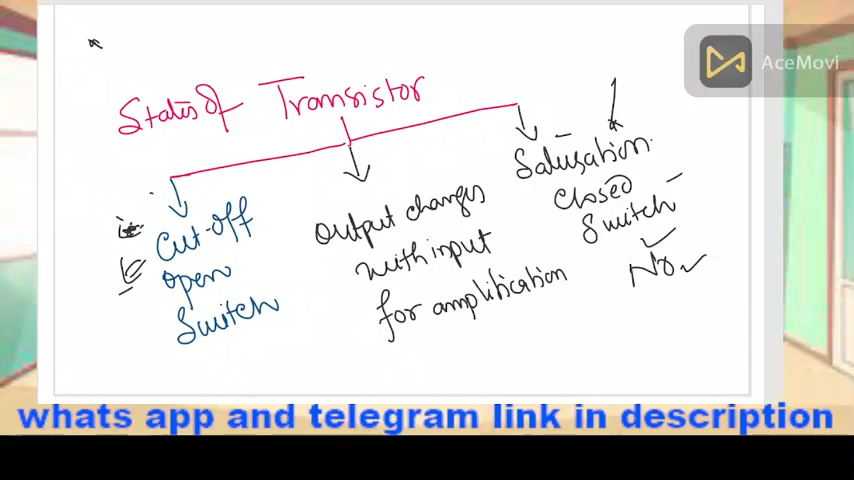 AceMovi
States of Transistor
Cut-off
open
Switch
output changes
with input
for amplification
Saturation
Closed
Switch
No
whats app and telegram link in description